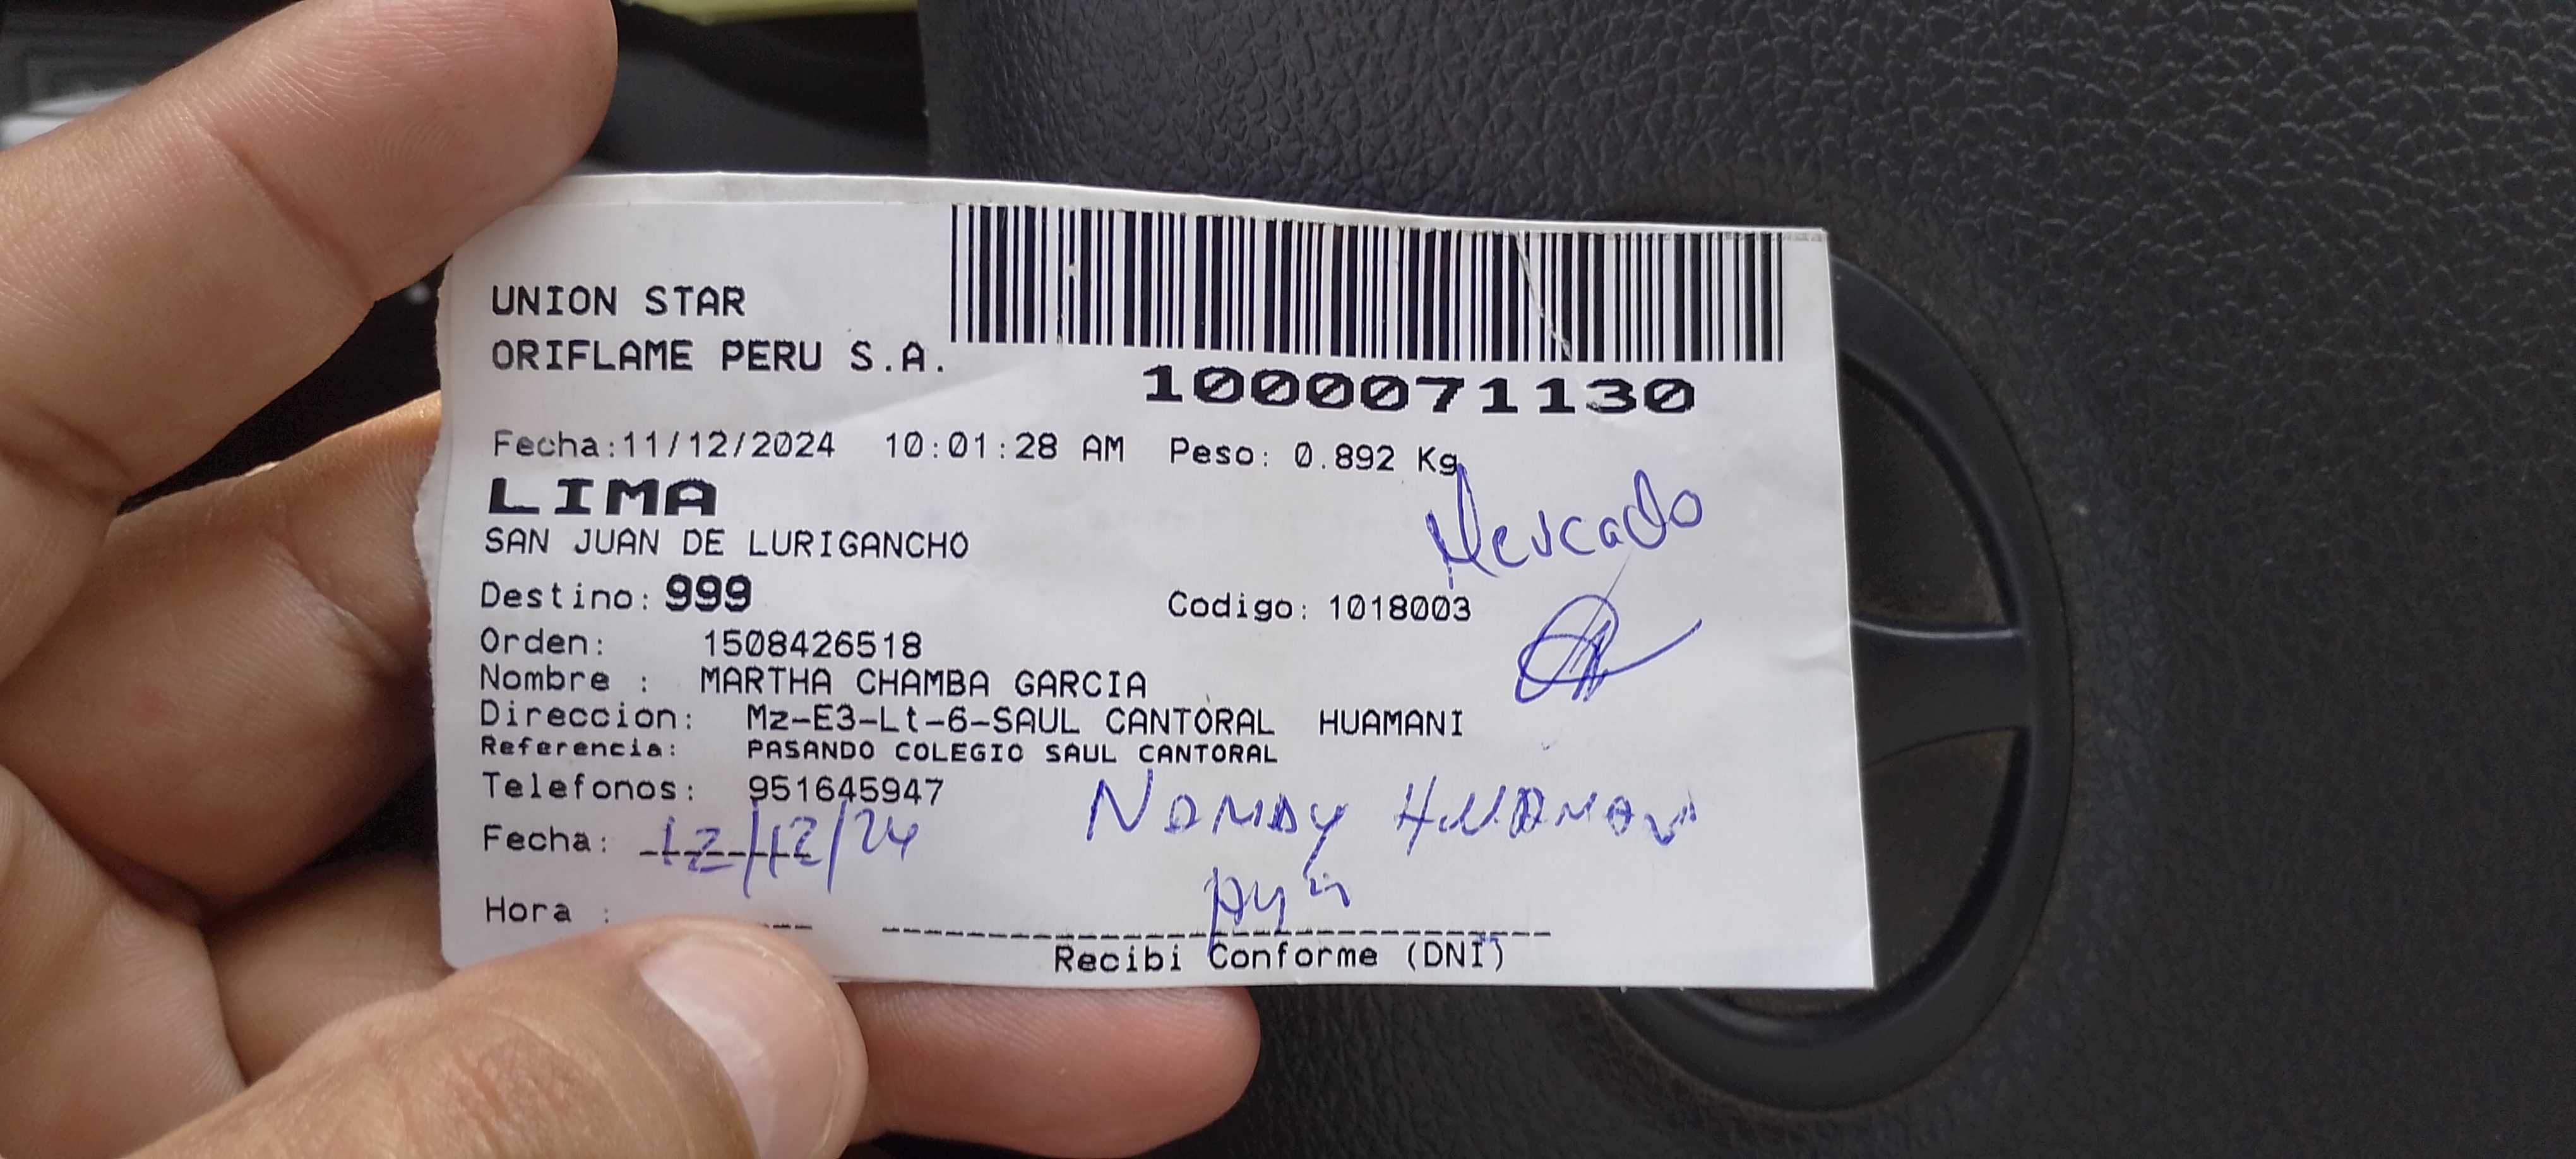 UNION STAR
ORIFLAME PERU S.A.
1000071130
Fecha:11/12/2024 10:01:28 AM Peso: 0.892 Kg
LIMA
Mercado
SAN JUAN DE LURIGANCHO
Destino: 999 Codigo: 1018003
Orden: 1508426518
Nombre : MARTHA CHAMBA GARCIA
Direccion: Mz-E3-Lt-6-SAUL CANTORAL HUAMANI
Referencia: PASANDO COLEGIO SAUL CANTORAL
Telefonos: 951645947
Fecha: 12/12/24
Hora :
Recibi Conforme (DNI)